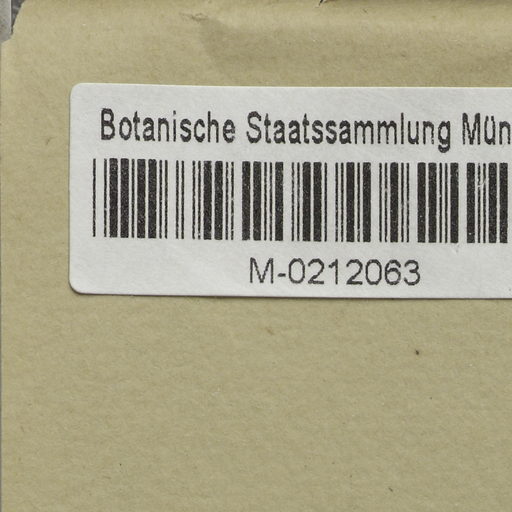 Botanische Staatssammlung Mün
M-0212063